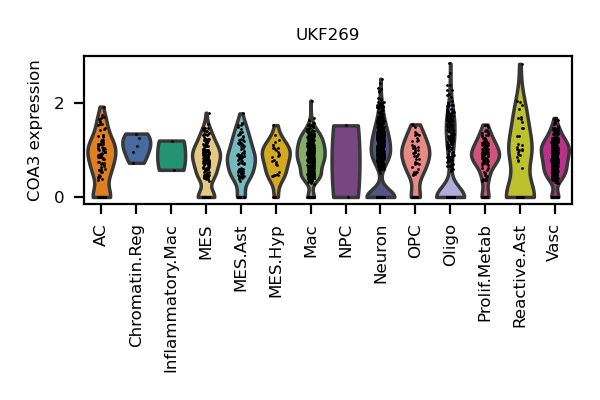 UKF269
COA3 expression
2
0
AC
Chromatin.Reg
Inflammatory.Mac
MES
MES.Ast
MES.Hyp
Mac
NPC
Neuron
OPC
Oligo
Prolif.Metab
Reactive.Ast
Vasc